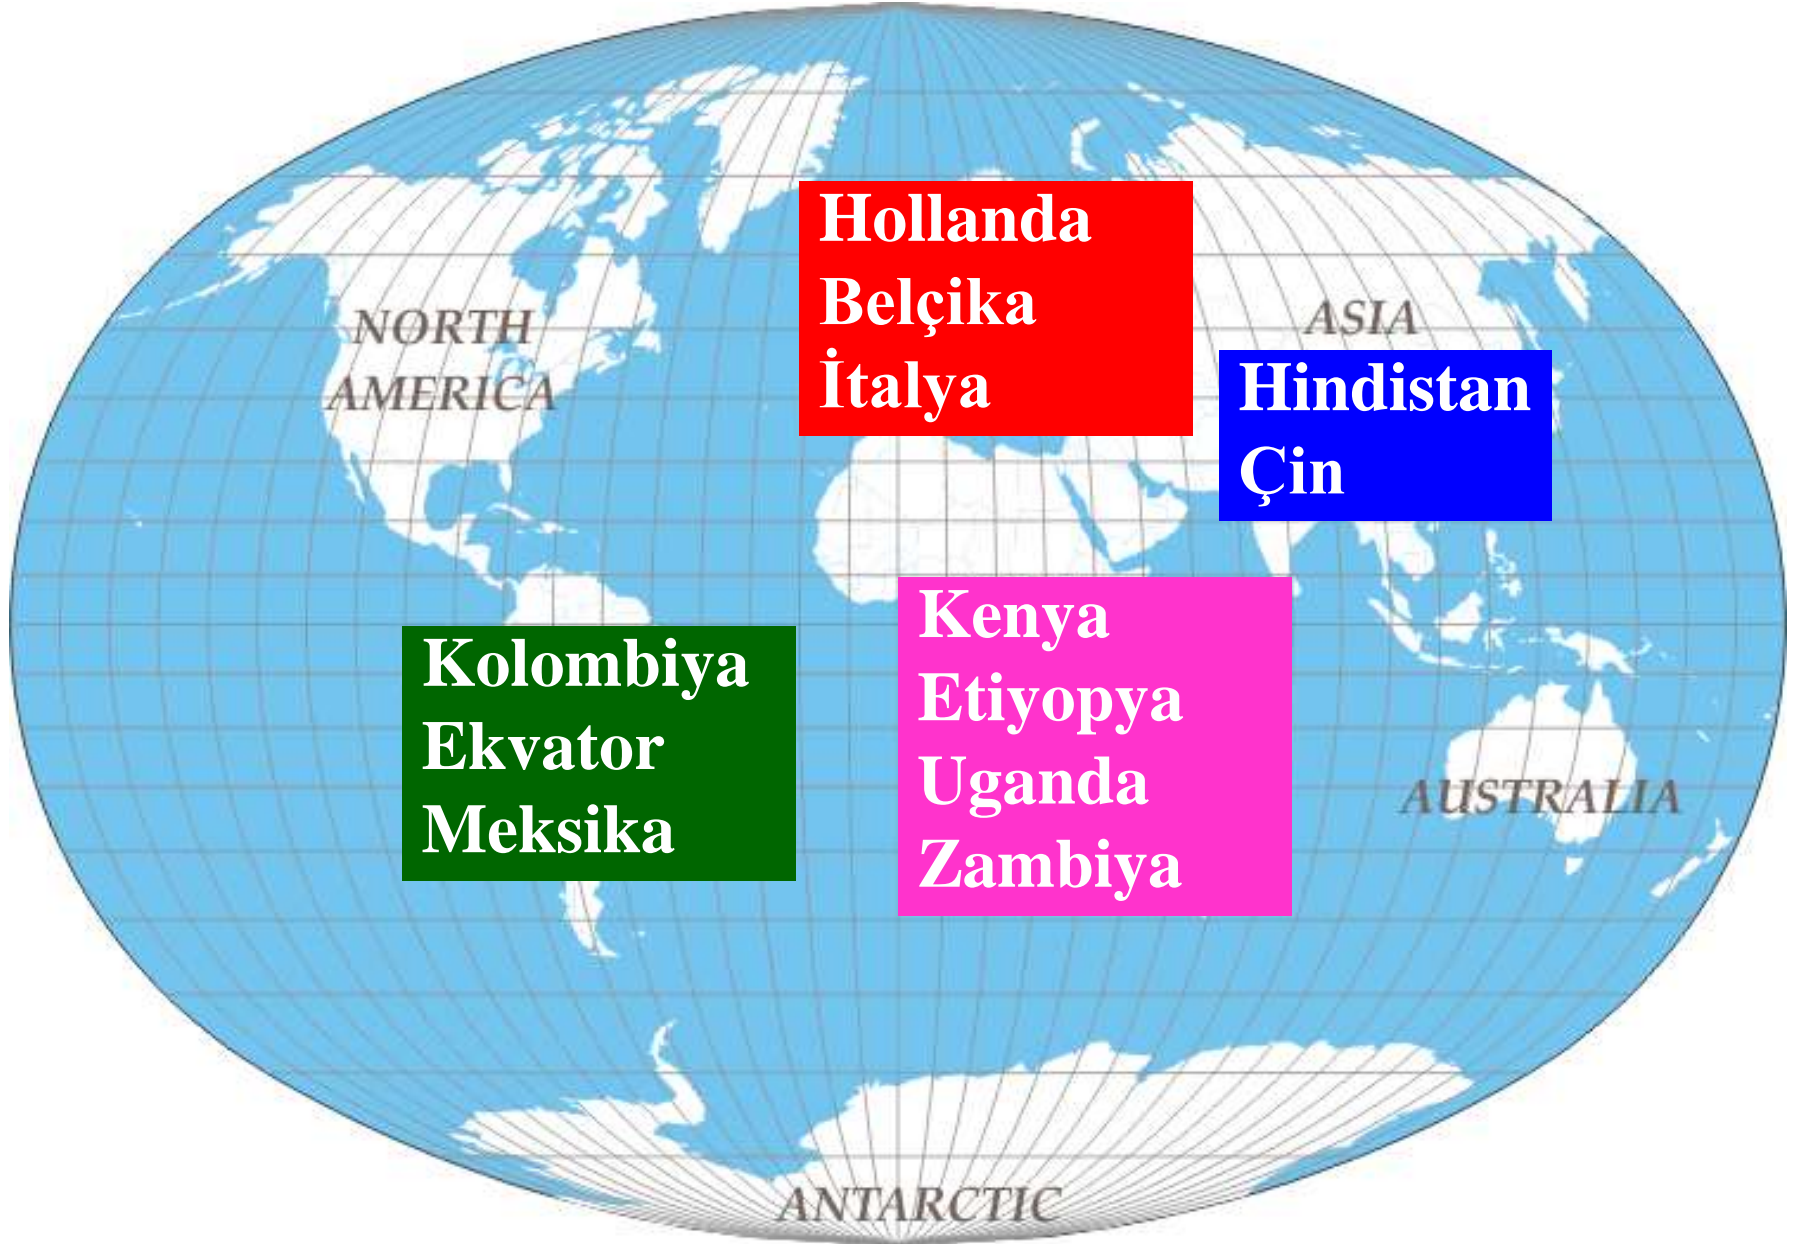 Hollanda
Belçika
İtalya
NORTH
AMERICA
ASIA
Hindistan
Çin
Kolombiya
Ekvator
Meksika
Kenya
Etiyopya
Uganda
Zambiya
AUSTRALIA
ANTARCTIC